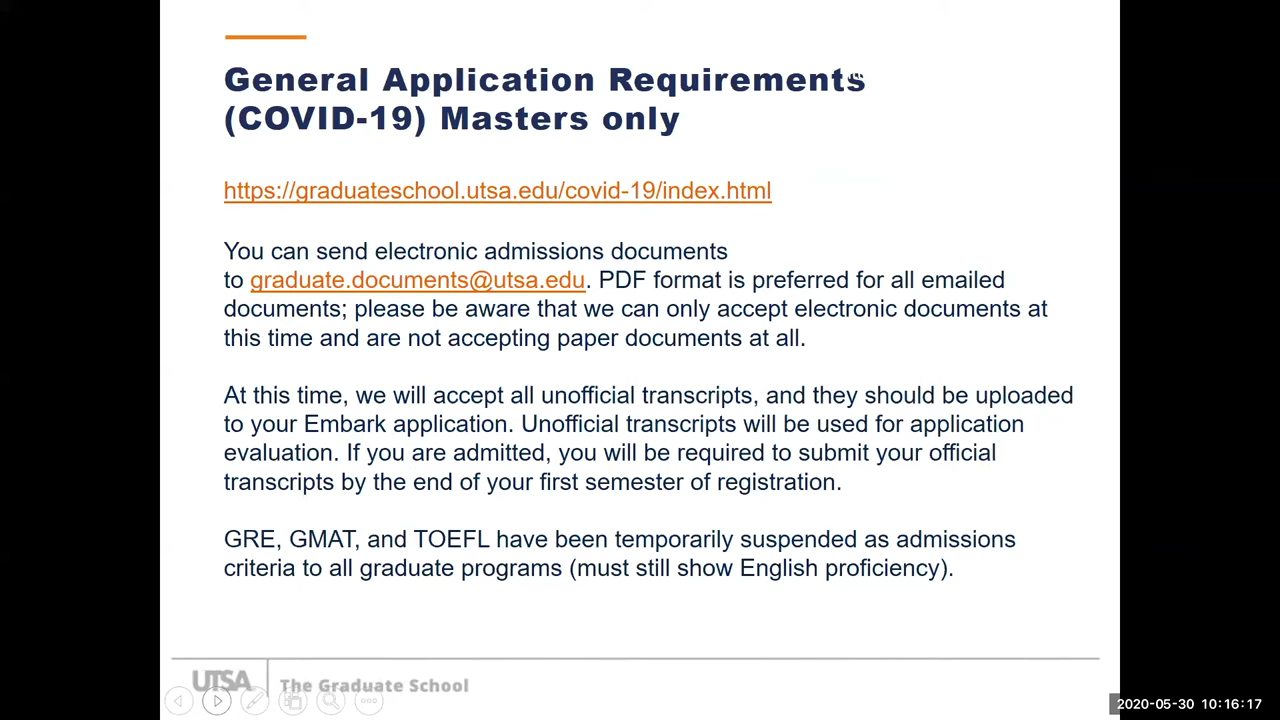 General Application Requirements
(COVID-19) Masters only
https://graduateschool.utsa.edu/covid-19/index.html
You can send electronic admissions documents
to graduate.documents@utsa.edu. PDF format is preferred for all emailed
documents; please be aware that we can only accept electronic documents at
this time and are not accepting paper documents at all.
At this time, we will accept all unofficial transcripts, and they should be uploaded
to your Embark application. Unofficial transcripts will be used for application
evaluation. If you are admitted, you will be required to submit your official
transcripts by the end of your first semester of registration.
GRE, GMAT, and TOEFL have been temporarily suspended as admissions
criteria to all graduate programs (must still show English proficiency).
UTSA The Graduate School
2020-05-30 10:16:17